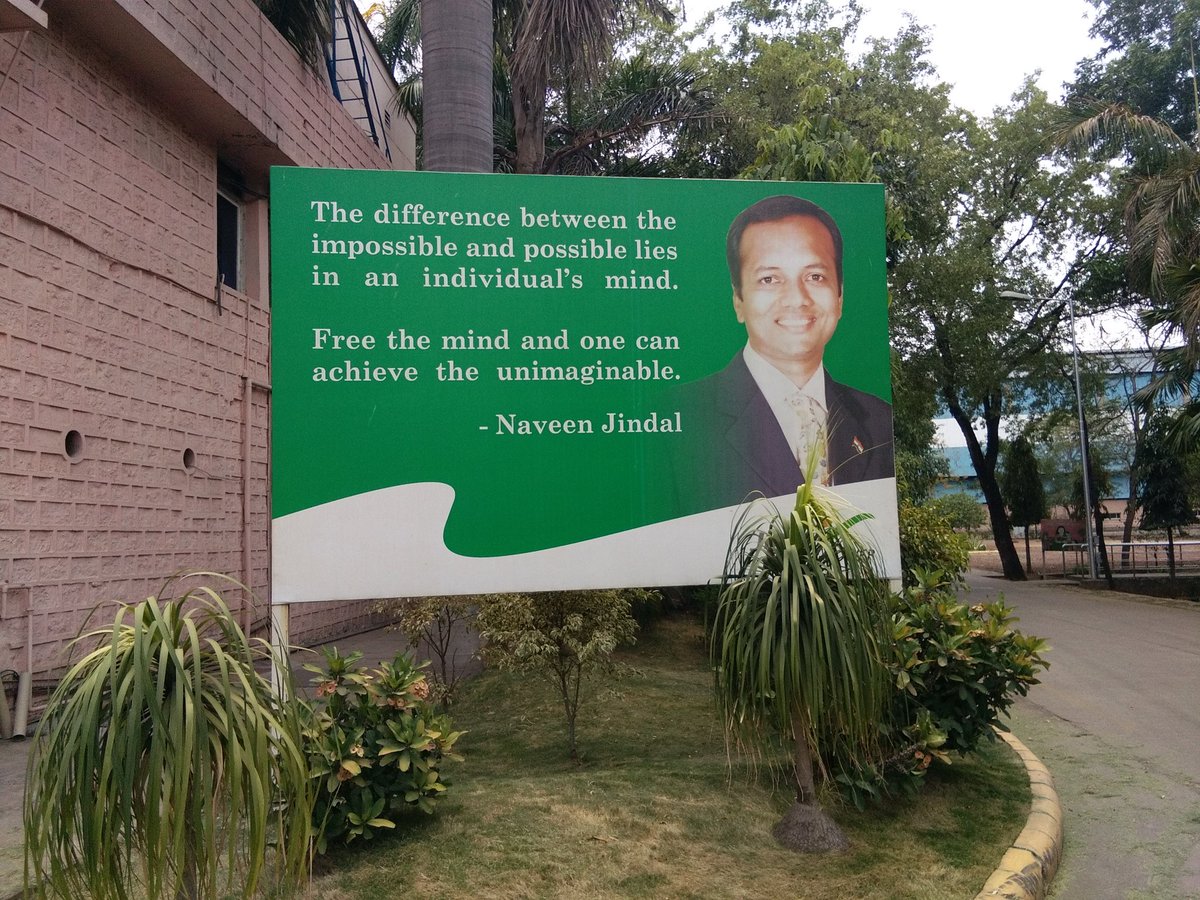 The difference between the
impossible and possible lies
in an individual's mind.
Free the mind and one can
achieve the unimaginable.
- Naveen Jindal